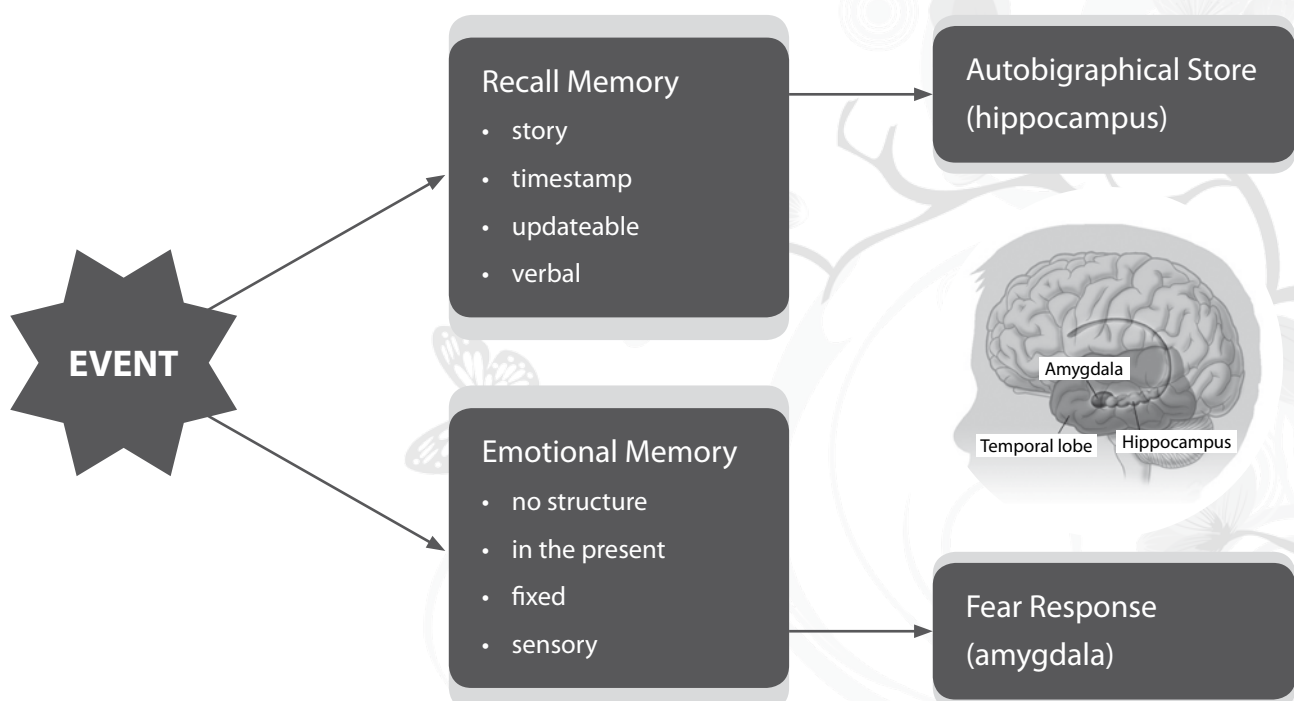 EVENT
Recall Memory
• story
• timestamp
• updateable
• verbal
Autobigraphical Store
(hippocampus)
Emotional Memory
• no structure
• in the present
• fixed
• sensory
Amygdala
Temporal lobe
Hippocampus
Fear Response
(amygdala)